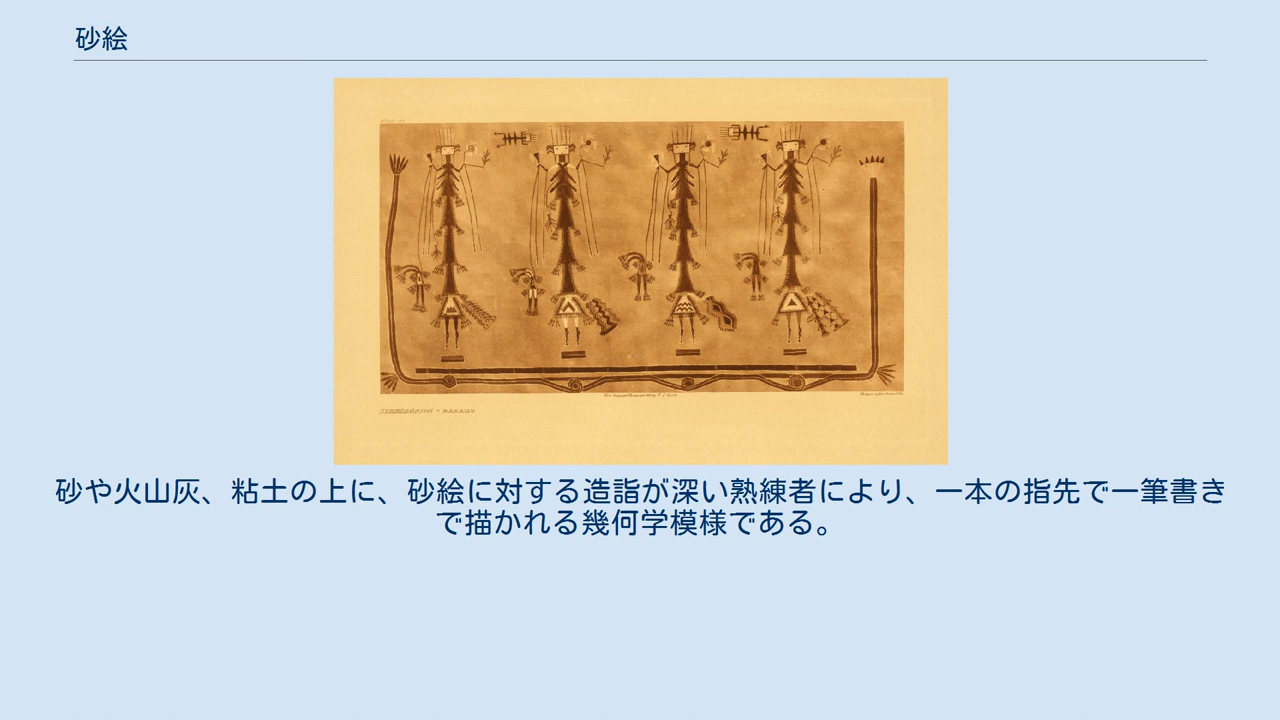 砂絵
砂や火山灰、粘土の上に、砂絵に対する造詣が深い熟練者により、一本の指先で一筆書き
で描かれる幾何学模様である。